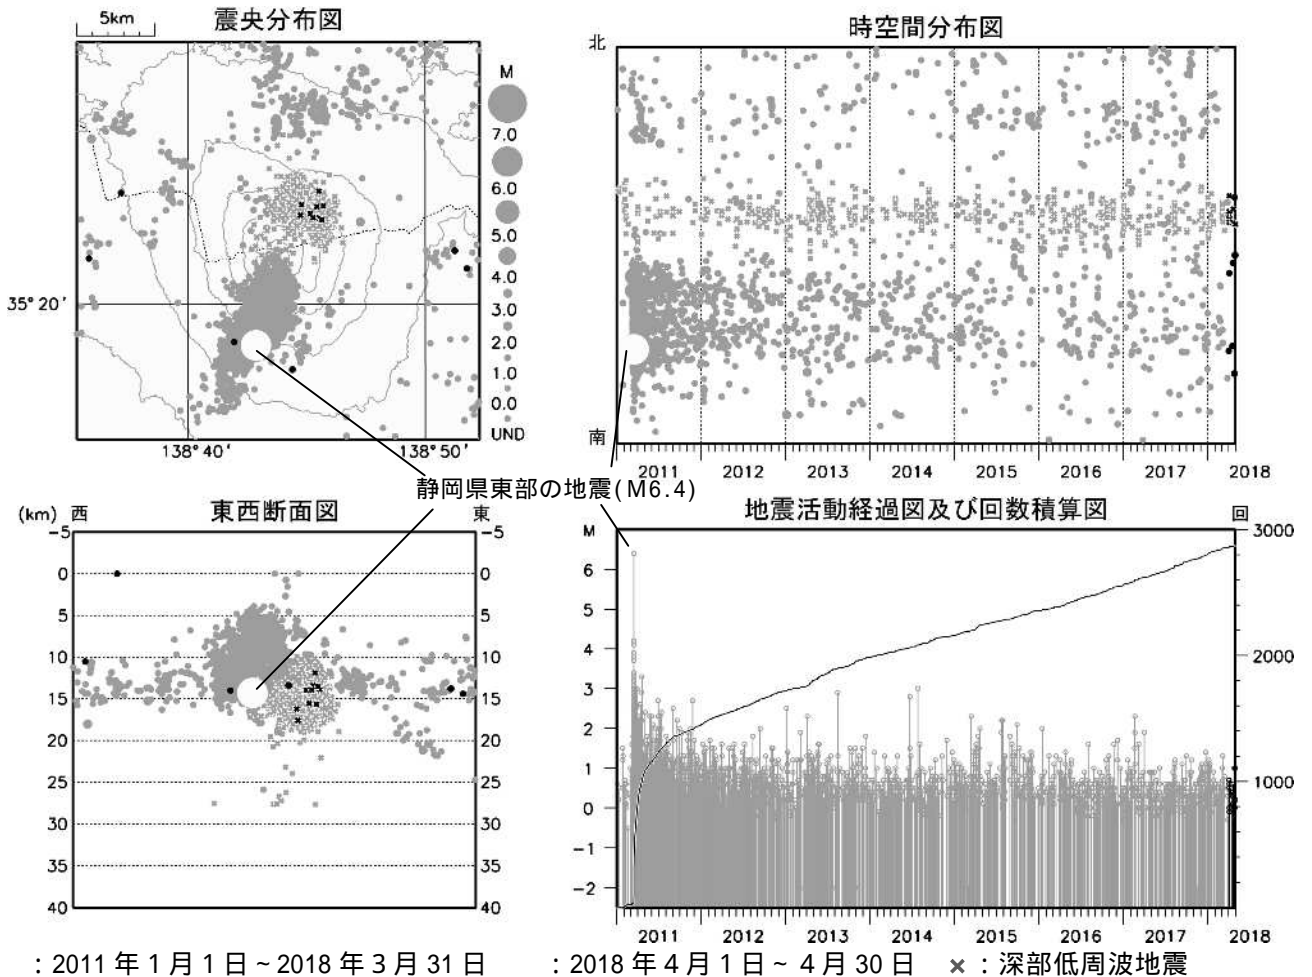 5km
震央分布図
M
7.0
6.0
5.0
4.0
3.0
2.0
1.0
0.0
UND
35°20′
138°40′
138°50′
時空間分布図
北
南
2011 2012 2013 2014 2015 2016 2017 2018
静岡県東部の地震(M6.4)
東西断面図
(km) 西
東
-5 -5
0 0
5 5
10 10
15 15
20 20
25 25
30 30
35 35
40 40
地震活動経過図及び回数積算図
M
回
6
5
4
3
2
1
0
-1
-2
3000
2000
1000
2011 2012 2013 2014 2015 2016 2017 2018
：2011年1月1日~2018年3月31日 ：2018年4月1日~4月30日 ×：深部低周波地震